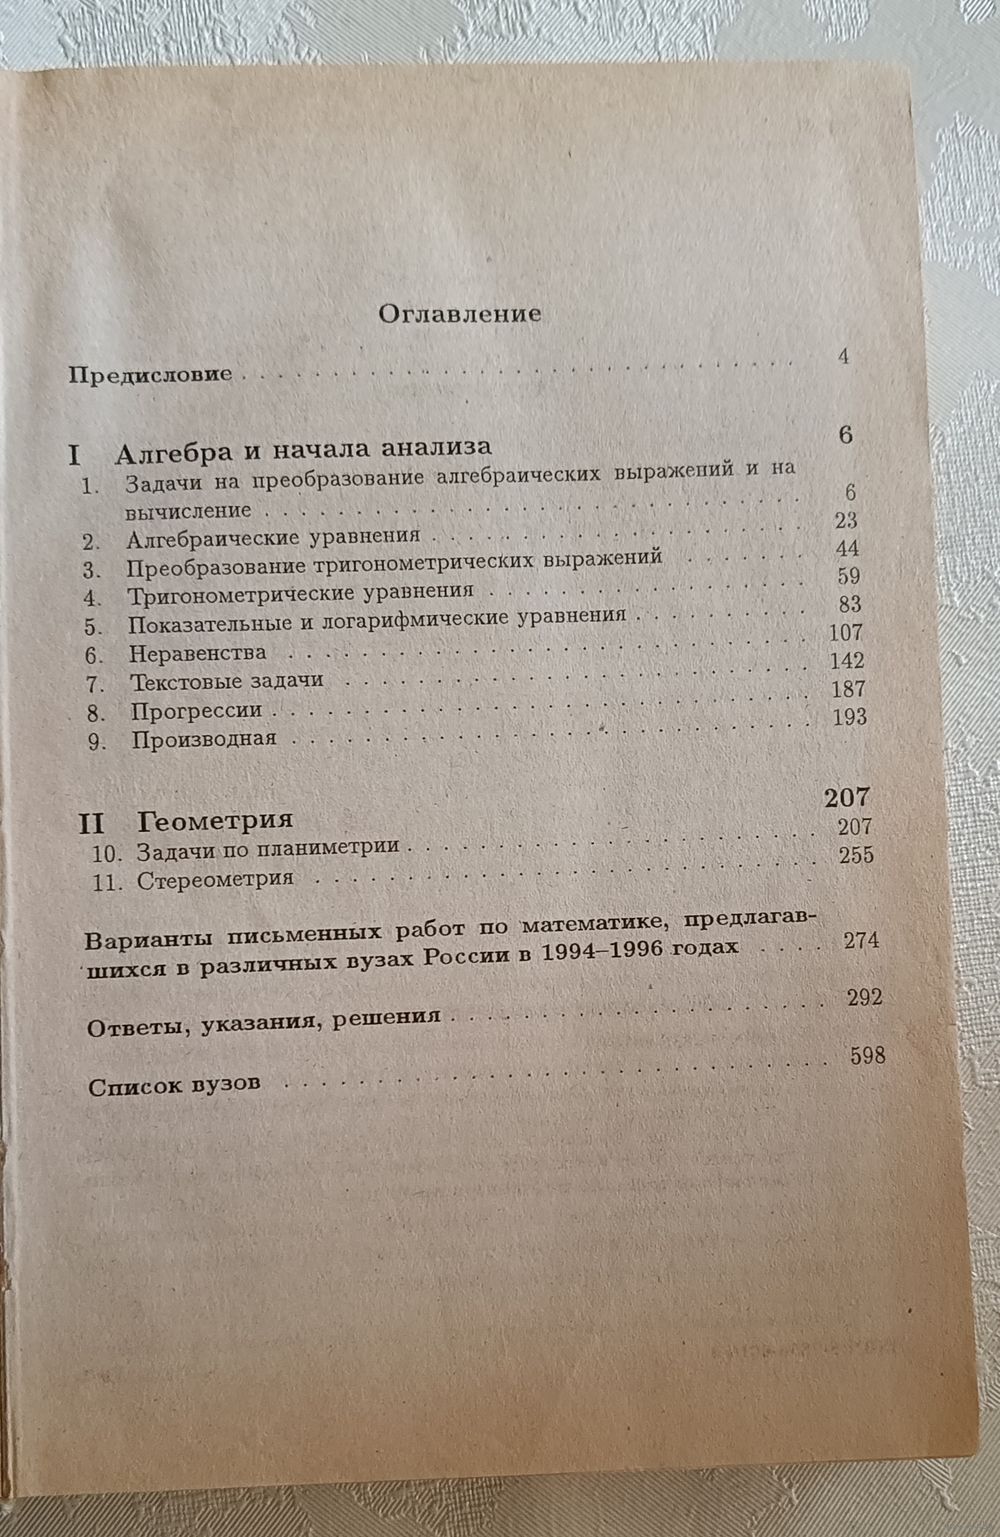 Оглавление
Предисловие . . . . . . . . . . . . . . . . . . . . . . . . . . . . . . 4
I Алгебра и начала анализа 6
1. Задачи на преобразование алгебраических выражений и на
вычисление . . . . . . . . . . . . . . . . . . . . . . . . . . . . . 6
2. Алгебраические уравнения . . . . . . . . . . . . . . . . . . . . 23
3. Преобразование тригонометрических выражений . . . . . . . 44
4. Тригонометрические уравнения . . . . . . . . . . . . . . . . . 59
5. Показательные и логарифмические уравнения . . . . . . . . . 83
6. Неравенства . . . . . . . . . . . . . . . . . . . . . . . . . . . . 107
7. Текстовые задачи . . . . . . . . . . . . . . . . . . . . . . . . . 142
8. Прогрессии . . . . . . . . . . . . . . . . . . . . . . . . . . . . . 187
9. Производная . . . . . . . . . . . . . . . . . . . . . . . . . . . . 193
II Геометрия 207
10. Задачи по планиметрии . . . . . . . . . . . . . . . . . . . . . . 207
11. Стереометрия . . . . . . . . . . . . . . . . . . . . . . . . . . . 255
Варианты письменных работ по математике, предлагав-
шихся в различных вузах России в 1994–1996 годах . . . . 274
Ответы, указания, решения . . . . . . . . . . . . . . . . . . . . . 292
Список вузов . . . . . . . . . . . . . . . . . . . . . . . . . . . . . 598